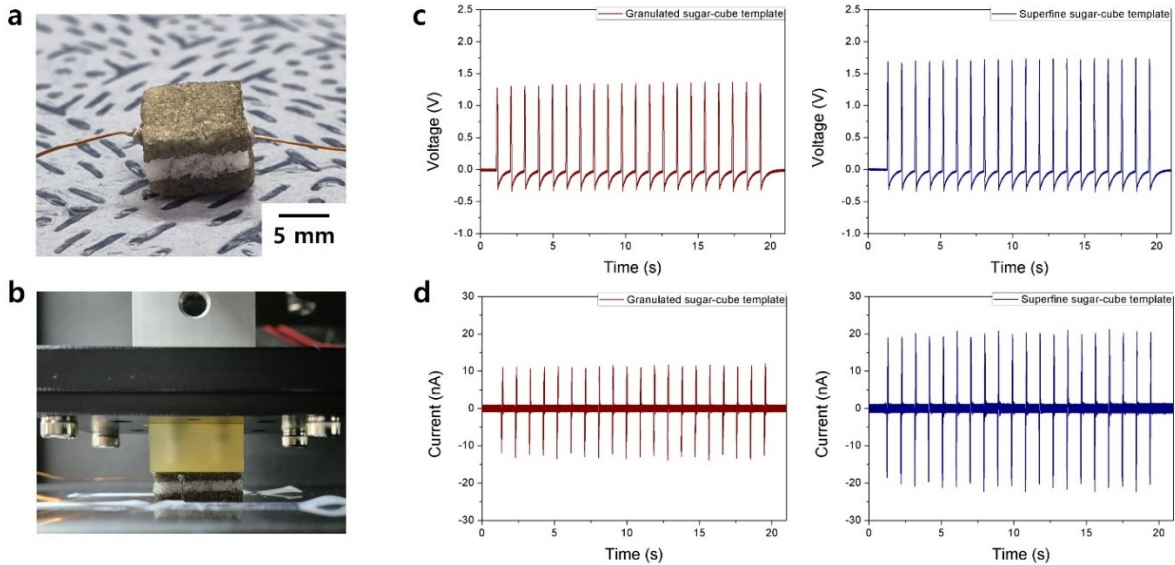 a
5 mm
b
c
Granulated sugar-cube template
2.5
2.0
1.5
1.0
0.5
0.0
-0.5
-1.0
Voltage (V)
0
5
10
15
20
Time (s)
Superfine sugar-cube template
2.5
2.0
1.5
1.0
0.5
0.0
-0.5
-1.0
Voltage (V)
0
5
10
15
20
Time (s)
d
Granulated sugar-cube template
30
20
10
0
-10
-20
-30
Current (nA)
0
5
10
15
20
Time (s)
Superfine sugar-cube template
30
20
10
0
-10
-20
-30
Current (nA)
0
5
10
15
20
Time (s)